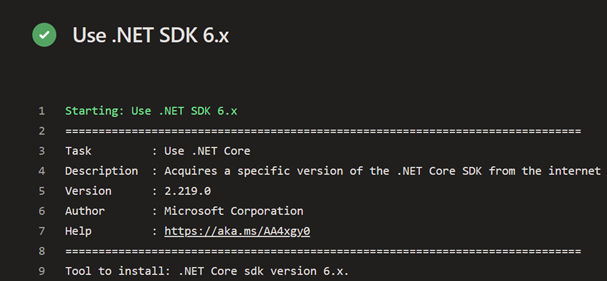 Use .NET SDK 6.x
1 Starting: Use .NET SDK 6.x
2 ==============================================================================
3 Task : Use .NET Core
4 Description : Acquires a specific version of the .NET Core SDK from the internet
5 Version : 2.219.0
6 Author : Microsoft Corporation
7 Help : https://aka.ms/AA4xgy0
8 ==============================================================================
9 Tool to install: .NET Core sdk version 6.x.